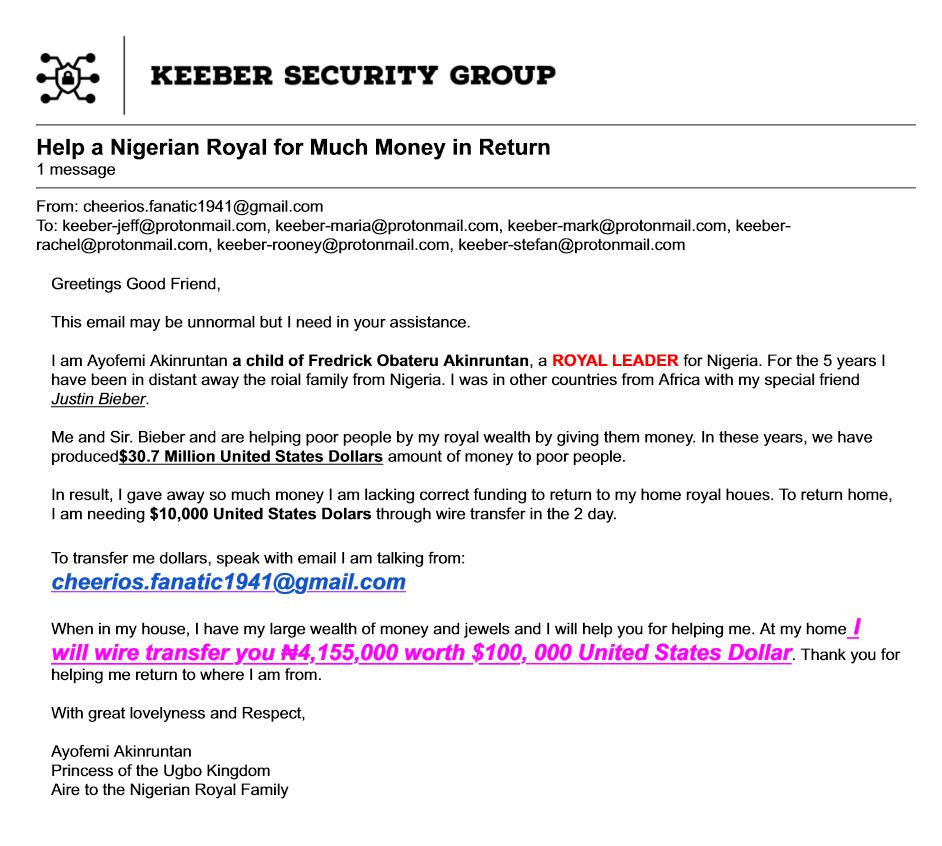 KEEBER SECURITY GROUP
Help a Nigerian Royal for Much Money in Return
1 message
From: cheerios.fanatic1941@gmail.com
To: keeber-jeff@protonmail.com, keeber-maria@protonmail.com, keeber-mark@protonmail.com, keeber-
rachel@protonmail.com, keeber-rooney@protonmail.com, keeber-stefan@protonmail.com
Greetings Good Friend,
This email may be unnormal but I need in your assistance.
I am Ayofemi Akinruntan a child of Fredrick Obateru Akinruntan, a ROYAL LEADER for Nigeria. For the 5 years I
have been in distant away the roial family from Nigeria. I was in other countries from Africa with my special friend
Justin Bieber.
Me and Sir. Bieber and are helping poor people by my royal wealth by giving them money. In these years, we have
produced$30.7 Million United States Dollars amount of money to poor people.
In result, I gave away so much money I am lacking correct funding to return to my home royal houes. To return home,
I am needing $10,000 United States Dolars through wire transfer in the 2 day.
To transfer me dollars, speak with email I am talking from:
cheerios.fanatic1941@gmail.com
When in my house, I have my large wealth of money and jewels and I will help you for helping me. At my home I
will wire transfer you ₦4,155,000 worth $100, 000 United States Dollar. Thank you for
helping me return to where I am from.
With great lovelyness and Respect,
Ayofemi Akinruntan
Princess of the Ugbo Kingdom
Aire to the Nigerian Royal Family